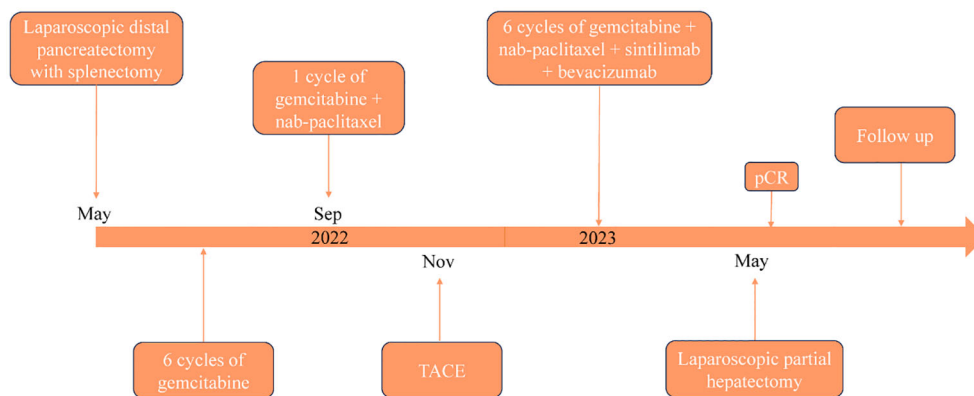 Laparoscopic distal
pancreatectomy
with splenectomy
1 cycle of
gemcitabine +
nab-paclitaxel
6 cycles of gemcitabine +
nab-paclitaxel + sintilimab
+ bevacizumab
pCR
Follow up
May
Sep
2022
2023
Nov
May
6 cycles of
gemcitabine
TACE
Laparoscopic partial
hepatectomy